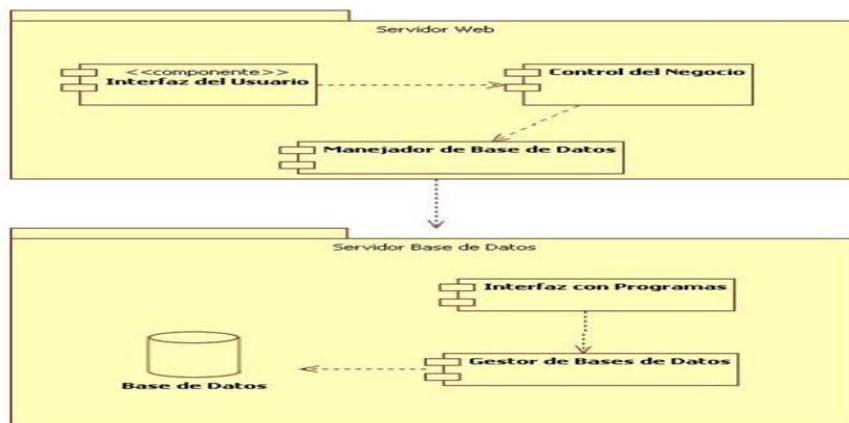 Servidor Web
<<componente>>
Interfaz del Usuario
Control del Negocio
Manejador de Base de Datos
Servidor Base de Datos
Interfaz con Programas
Gestor de Bases de Datos
Base de Datos